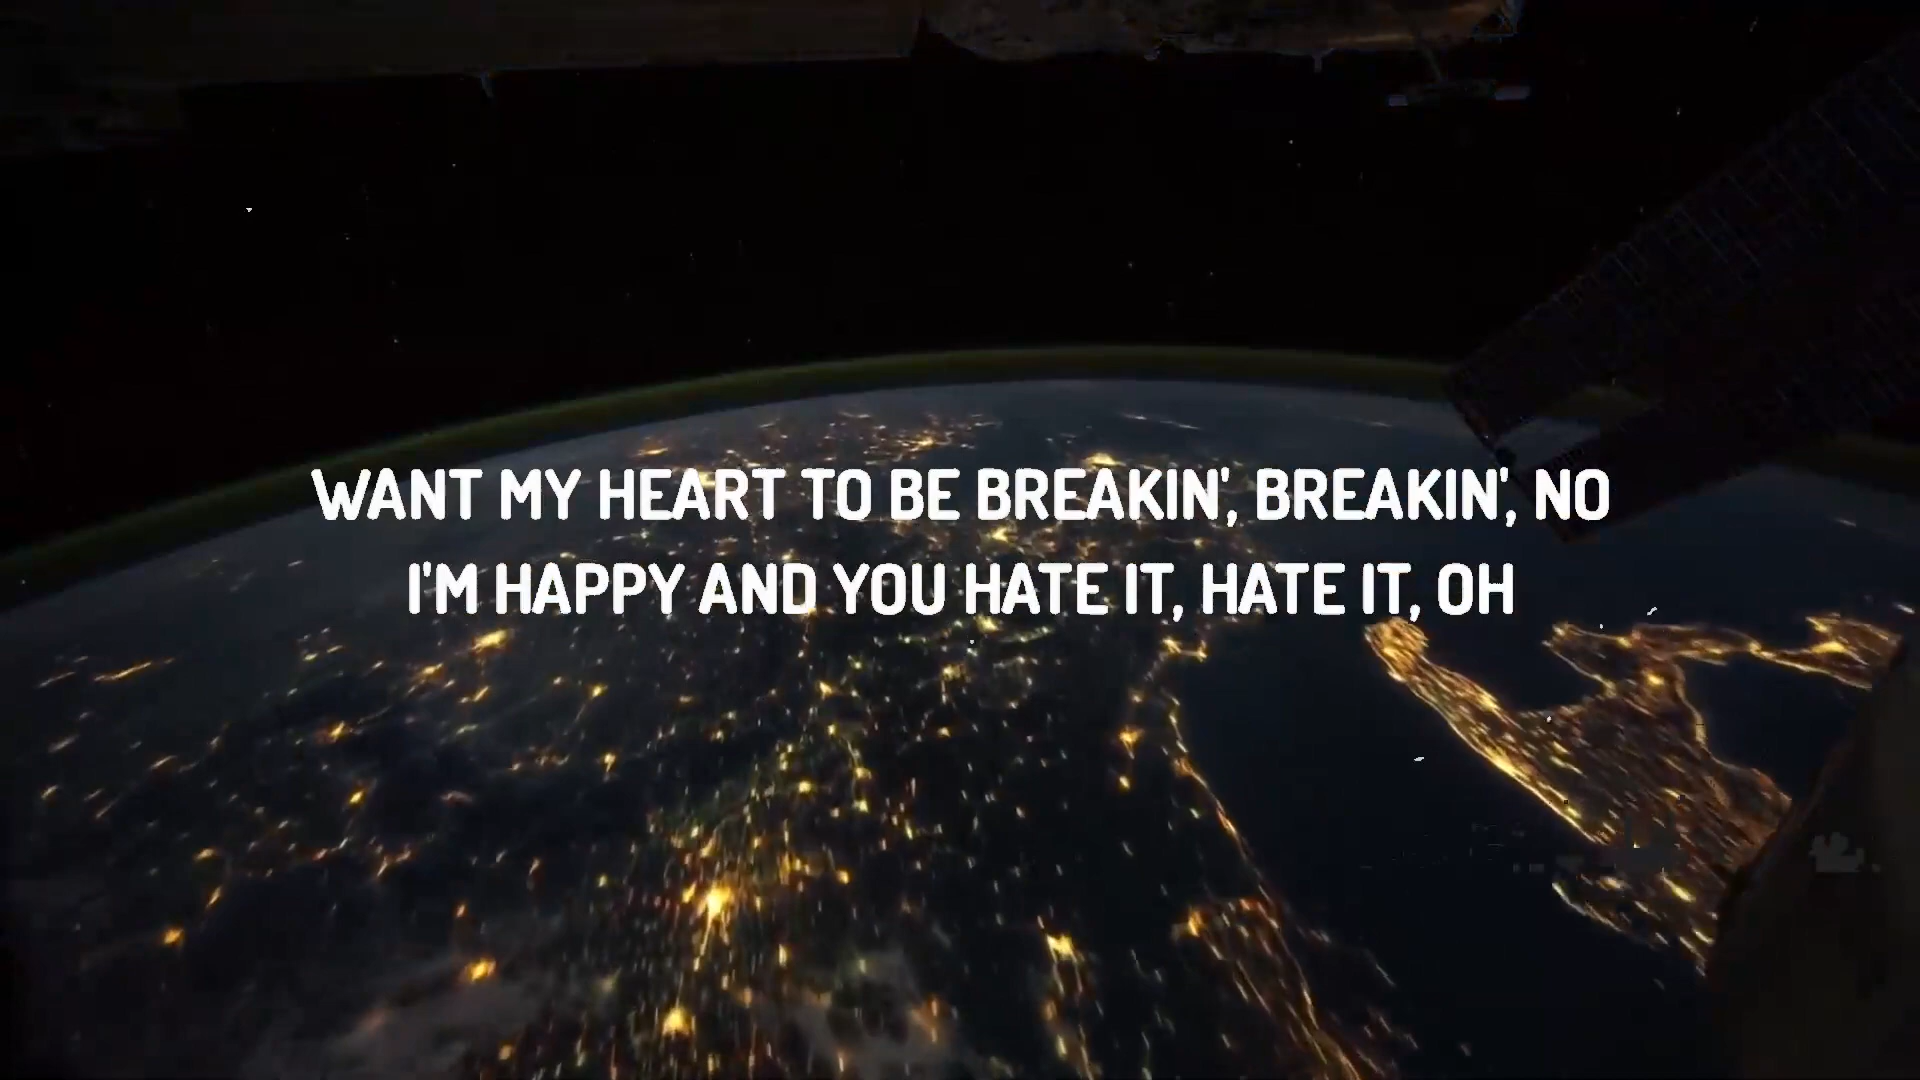 WANT MY HEART TO BE BREAKIN', BREAKIN', NO
I'M HAPPY AND YOU HATE IT, HATE IT, OH